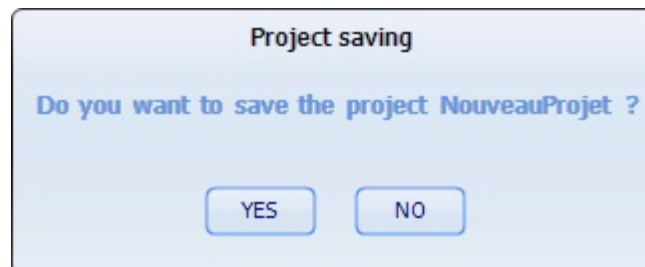 Project saving
Do you want to save the project NouveauProjet ?
YES NO